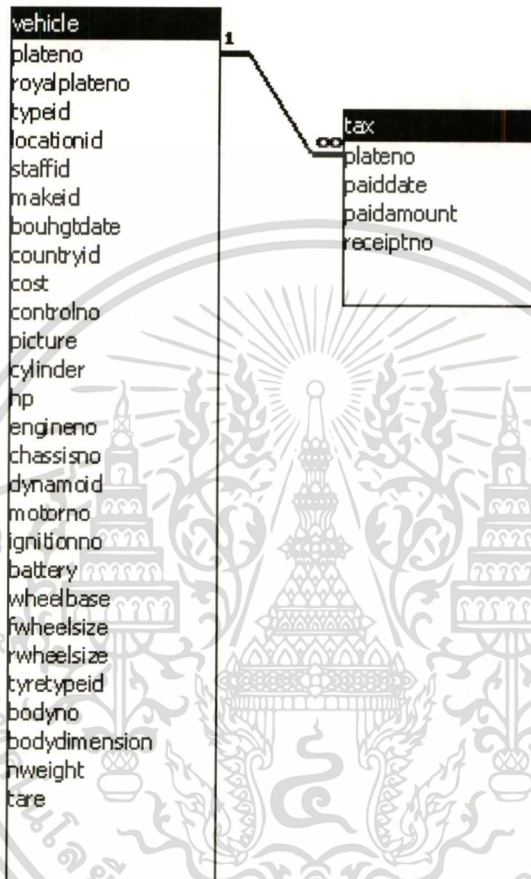 vehicle
plateno
royalplateno
typeid
locationid
staffid
makeid
bouhgtdate
countryid
cost
controlno
picture
cylinder
hp
engineno
chassisno
dynamoid
motorno
ignitionno
battery
wheelbase
fwheelsize
rwheelsize
tyretypeid
bodyno
bodydimension
nweight
tare
1
∞
tax
plateno
paiddate
paidamount
receiptno